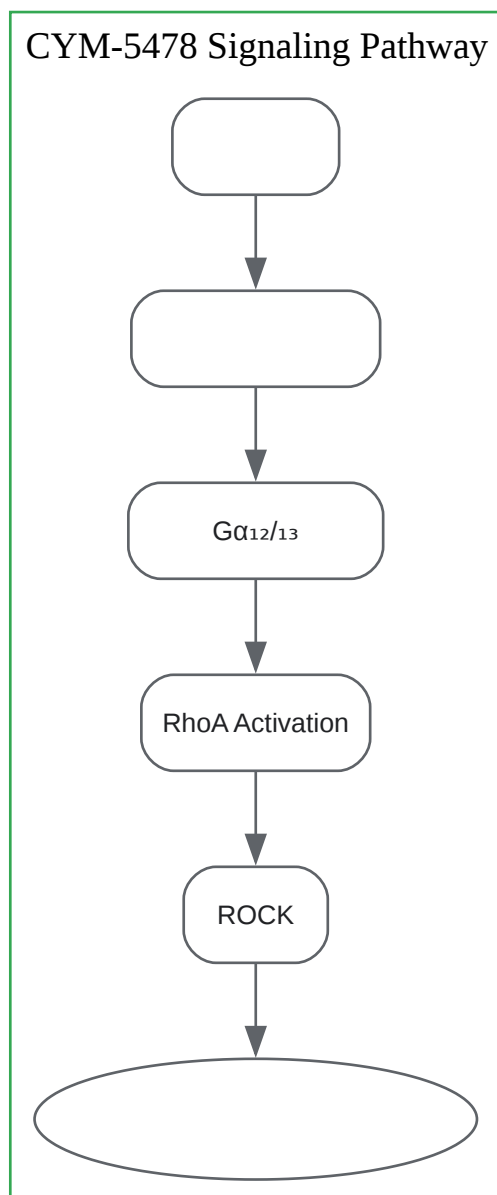 CYM-5478 Signaling Pathway
Gα₁₂/₁₃
RhoA Activation
ROCK